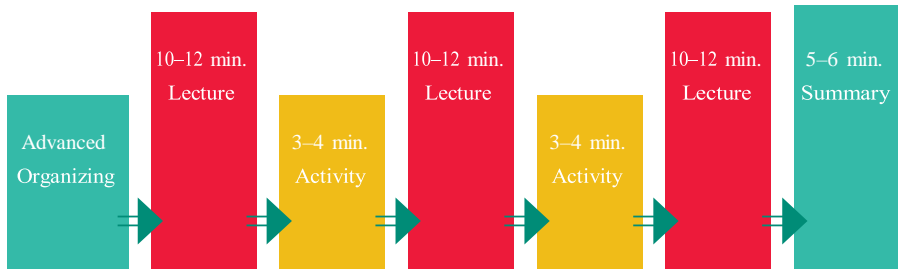 Advanced
Organizing
10–12 min.
Lecture
3–4 min.
Activity
10–12 min.
Lecture
3–4 min.
Activity
10–12 min.
Lecture
5–6 min.
Summary